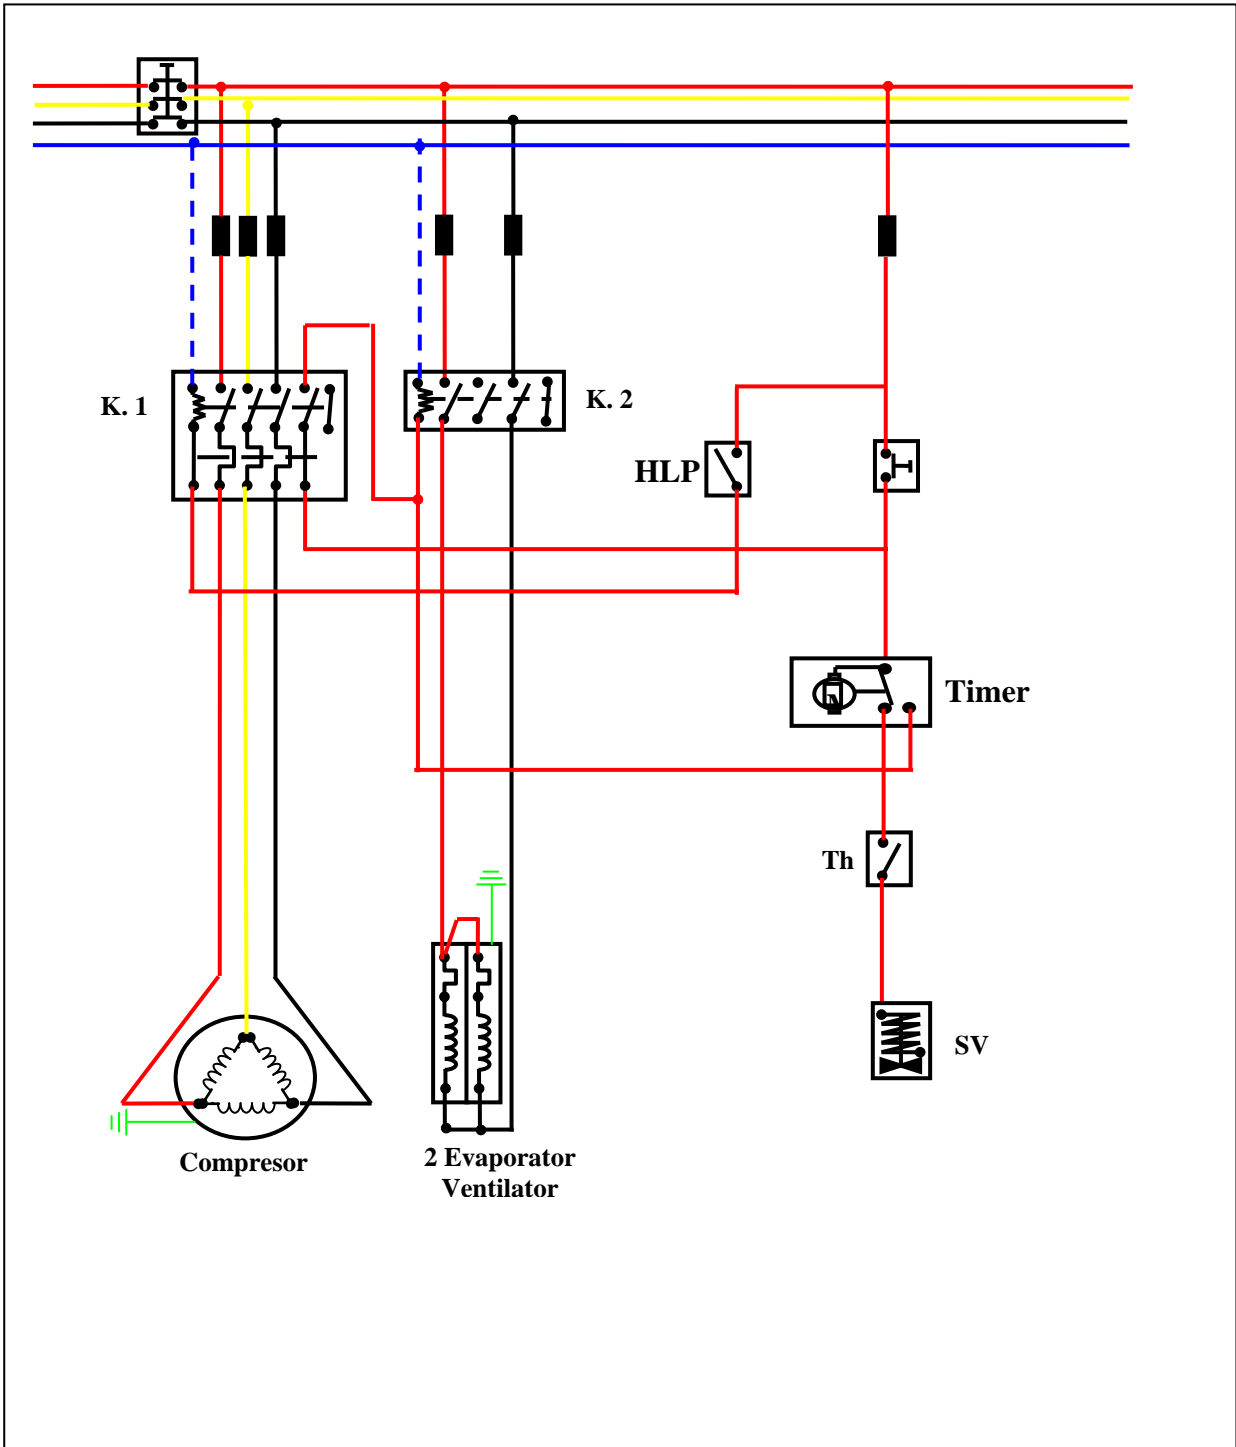 K. 1
K. 2
HLP
Timer
Th
SV
Compresor
2 Evaporator
Ventilator